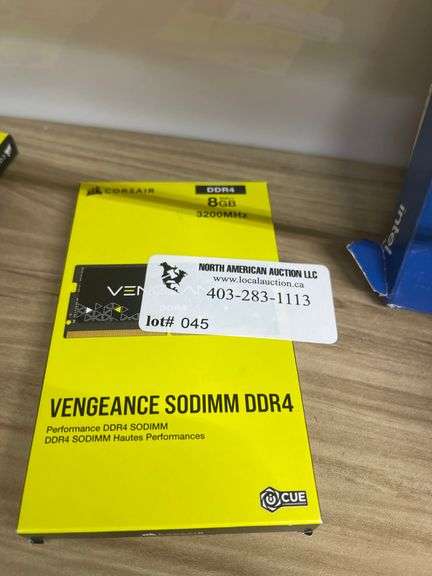 CORSAIR
DDR4
8GB
3200MHz
NORTH AMERICAN AUCTION LLC
www.localauction.ca
403-283-1113
lot# 045
VENGEANCE SODIMM DDR4
Performance DDR4 SODIMM
DDR4 SODIMM Hautes Performances
iCUE
intel